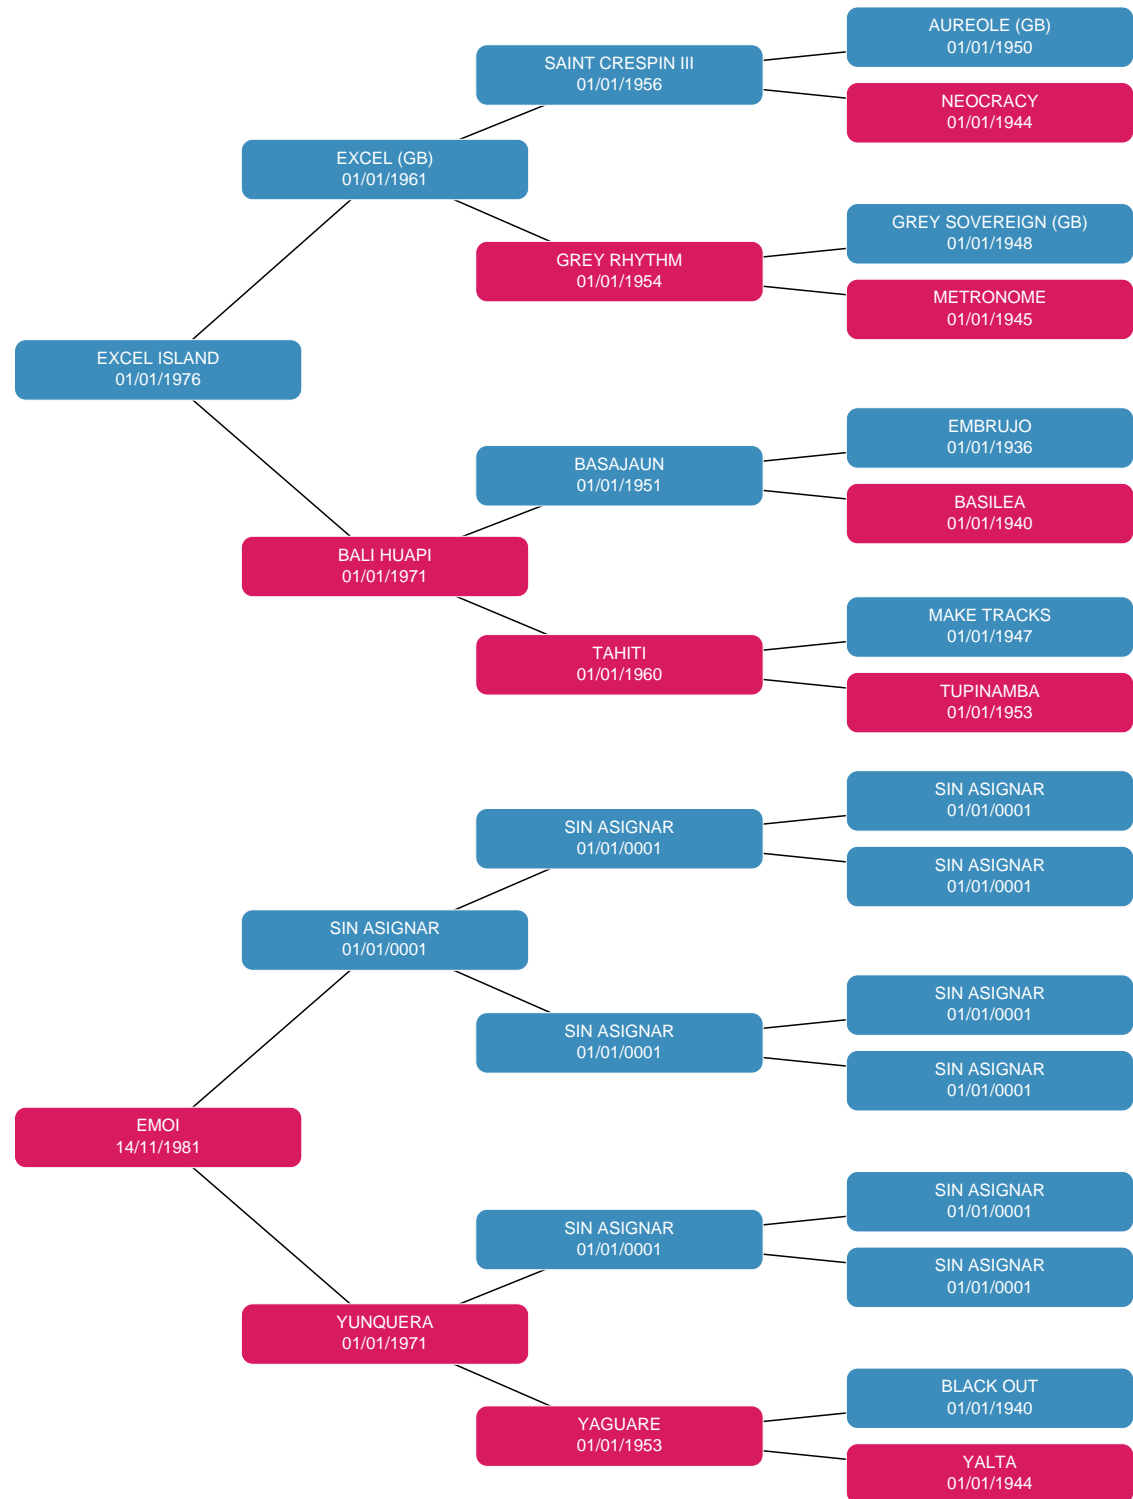 AUREOLE (GB)
01/01/1950
SAINT CRESPIN III
01/01/1956
NEOCRACY
01/01/1944
EXCEL (GB)
01/01/1961
GREY SOVEREIGN (GB)
01/01/1948
GREY RHYTHM
01/01/1954
METRONOME
01/01/1945
EXCEL ISLAND
01/01/1976
EMBRUJO
01/01/1936
BASAJAUN
01/01/1951
BASILEA
01/01/1940
BALI HUAPI
01/01/1971
MAKE TRACKS
01/01/1947
TAHITI
01/01/1960
TUPINAMBA
01/01/1953
SIN ASIGNAR
01/01/0001
SIN ASIGNAR
01/01/0001
SIN ASIGNAR
01/01/0001
SIN ASIGNAR
01/01/0001
SIN ASIGNAR
01/01/0001
SIN ASIGNAR
01/01/0001
SIN ASIGNAR
01/01/0001
EMOI
14/11/1981
SIN ASIGNAR
01/01/0001
SIN ASIGNAR
01/01/0001
SIN ASIGNAR
01/01/0001
YUNQUERA
01/01/1971
BLACK OUT
01/01/1940
YAGUARE
01/01/1953
YALTA
01/01/1944